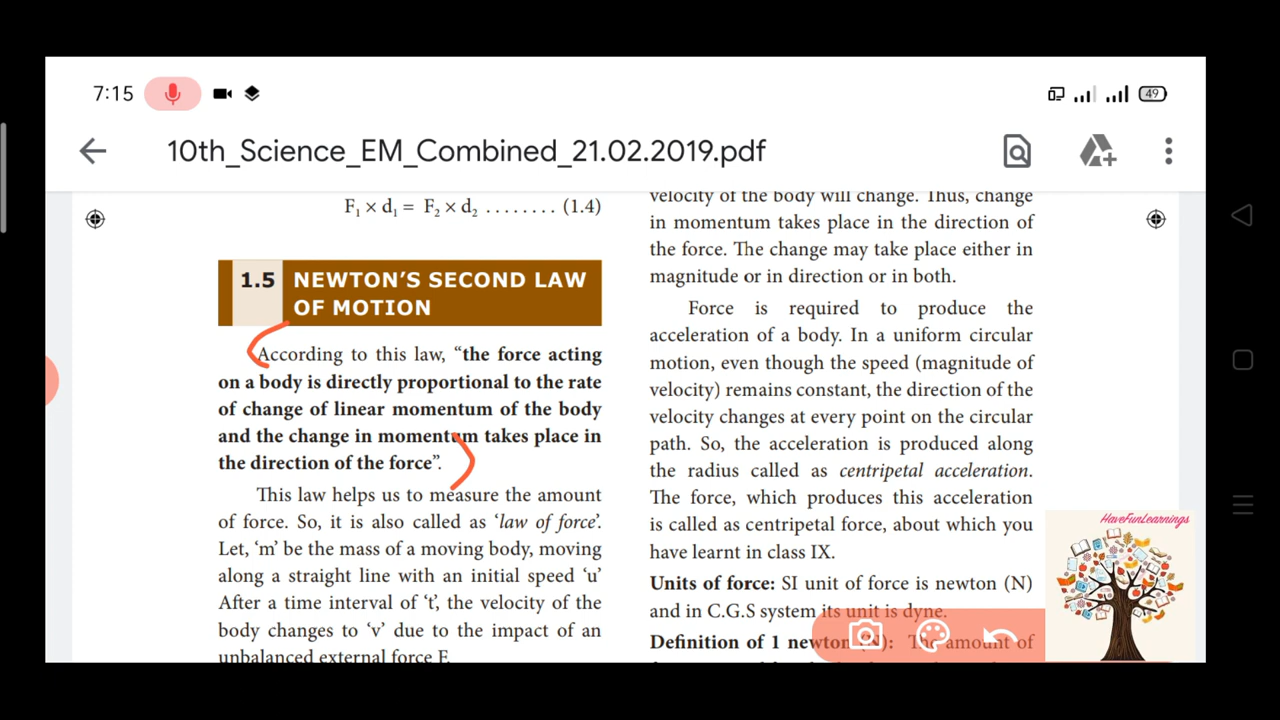 7:15
49
10th_Science_EM_Combined_21.02.2019.pdf
F₁ × d₁ = F₂ × d₂ ........ (1.4)
1.5 NEWTON'S SECOND LAW
OF MOTION
According to this law, “the force acting
on a body is directly proportional to the rate
of change of linear momentum of the body
and the change in momentum takes place in
the direction of the force”.
This law helps us to measure the amount
of force. So, it is also called as ‘law of force’.
Let, ‘m’ be the mass of a moving body, moving
along a straight line with an initial speed ‘u’
After a time interval of ‘t’, the velocity of the
body changes to ‘v’ due to the impact of an
unbalanced external force F.
velocity of the body will change. Thus, change
in momentum takes place in the direction of
the force. The change may take place either in
magnitude or in direction or in both.
Force is required to produce the
acceleration of a body. In a uniform circular
motion, even though the speed (magnitude of
velocity) remains constant, the direction of the
velocity changes at every point on the circular
path. So, the acceleration is produced along
the radius called as centripetal acceleration.
The force, which produces this acceleration
is called as centripetal force, about which you
have learnt in class IX.
Units of force: SI unit of force is newton (N)
and in C.G.S system its unit is dyne.
Definition of 1 newton (N): The amount of
HaveFunLearnings